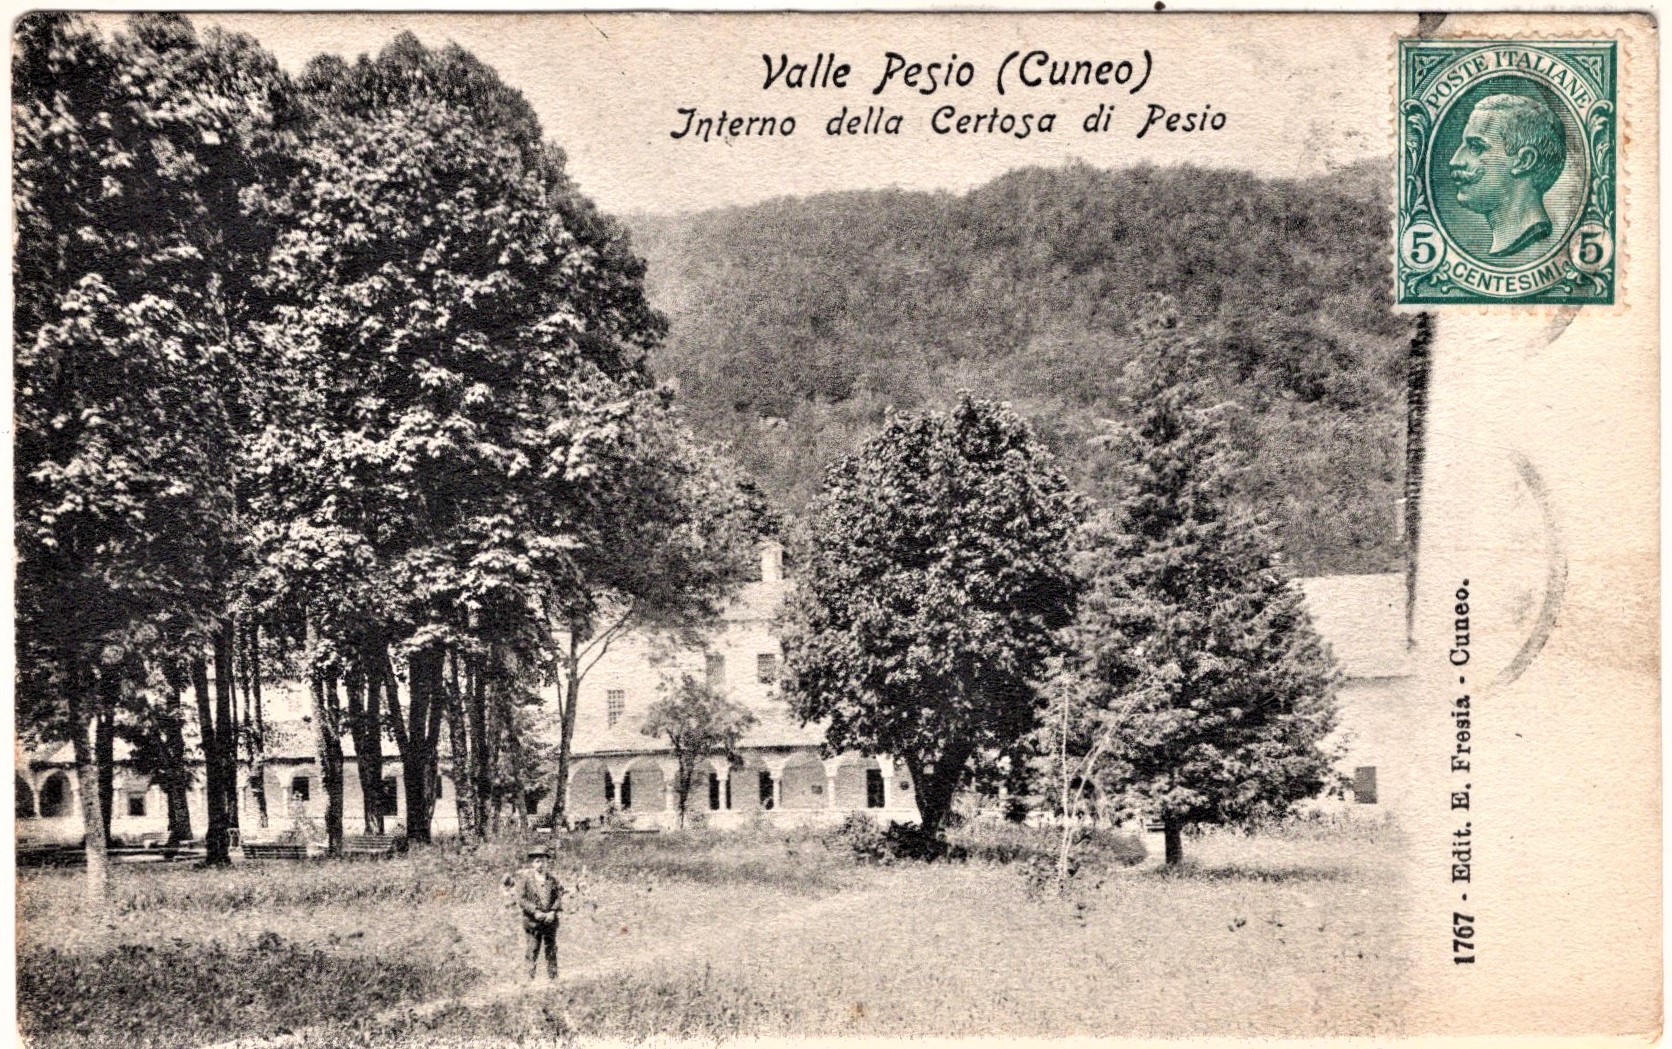 Valle Pesio (Cuneo)
Interno della Certosa di Pesio
POSTE ITALIANE
5 5
CENTESIMI
1767 - Edit. E. Fresia - Cuneo.